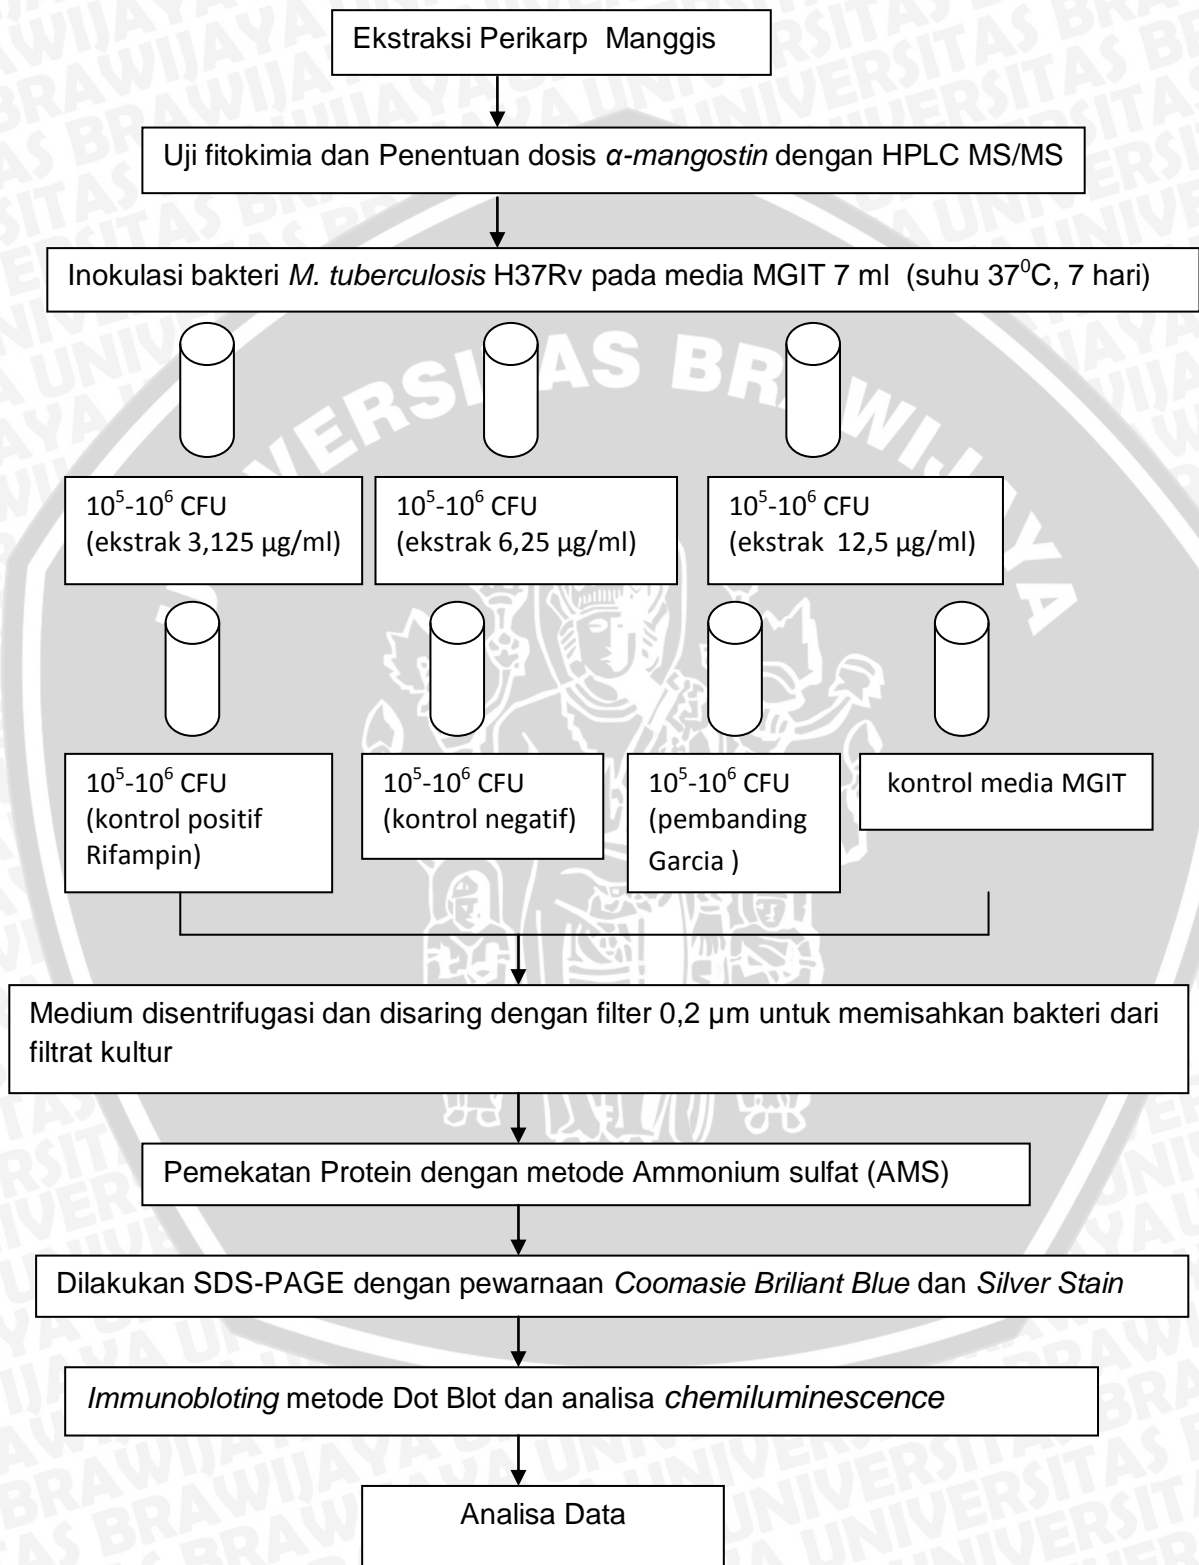 Ekstraksi Perikarp Manggis
Uji fitokimia dan Penentuan dosis α-mangostin dengan HPLC MS/MS
Inokulasi bakteri M. tuberculosis H37Rv pada media MGIT 7 ml (suhu 37⁰C, 7 hari)
10⁵-10⁶ CFU
(ekstrak 3,125 µg/ml)
10⁵-10⁶ CFU
(ekstrak 6,25 µg/ml)
10⁵-10⁶ CFU
(ekstrak 12,5 µg/ml)
10⁵-10⁶ CFU
(kontrol positif
Rifampin)
10⁵-10⁶ CFU
(kontrol negatif)
10⁵-10⁶ CFU
(pembanding
Garcia )
kontrol media MGIT
Medium disentrifugasi dan disaring dengan filter 0,2 µm untuk memisahkan bakteri dari
filtrat kultur
Pemekatan Protein dengan metode Ammonium sulfat (AMS)
Dilakukan SDS-PAGE dengan pewarnaan Coomasie Briliant Blue dan Silver Stain
Immunobloting metode Dot Blot dan analisa chemiluminescence
Analisa Data